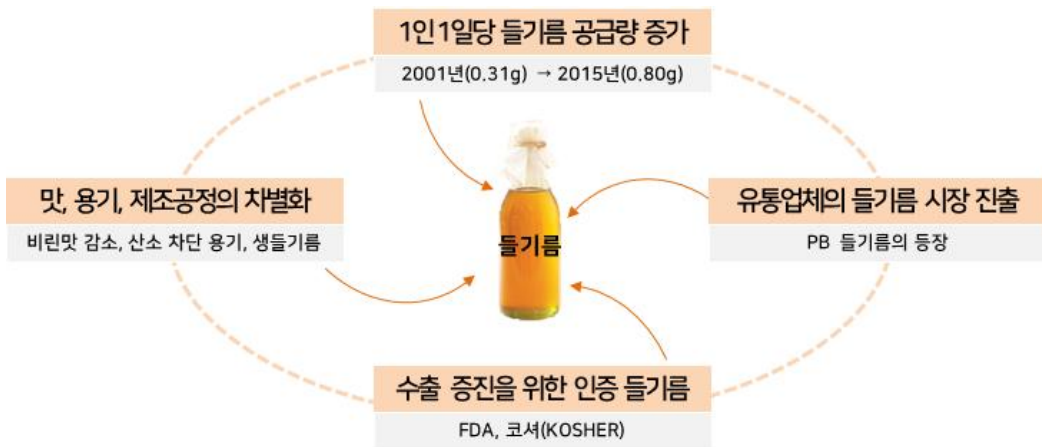 1인 1일당 들기름 공급량 증가
2001년(0.31g) → 2015년(0.80g)
맛, 용기, 제조공정의 차별화
비린맛 감소, 산소 차단 용기, 생들기름
들기름
유통업체의 들기름 시장 진출
PB 들기름의 등장
수출 증진을 위한 인증 들기름
FDA, 코셔(KOSHER)